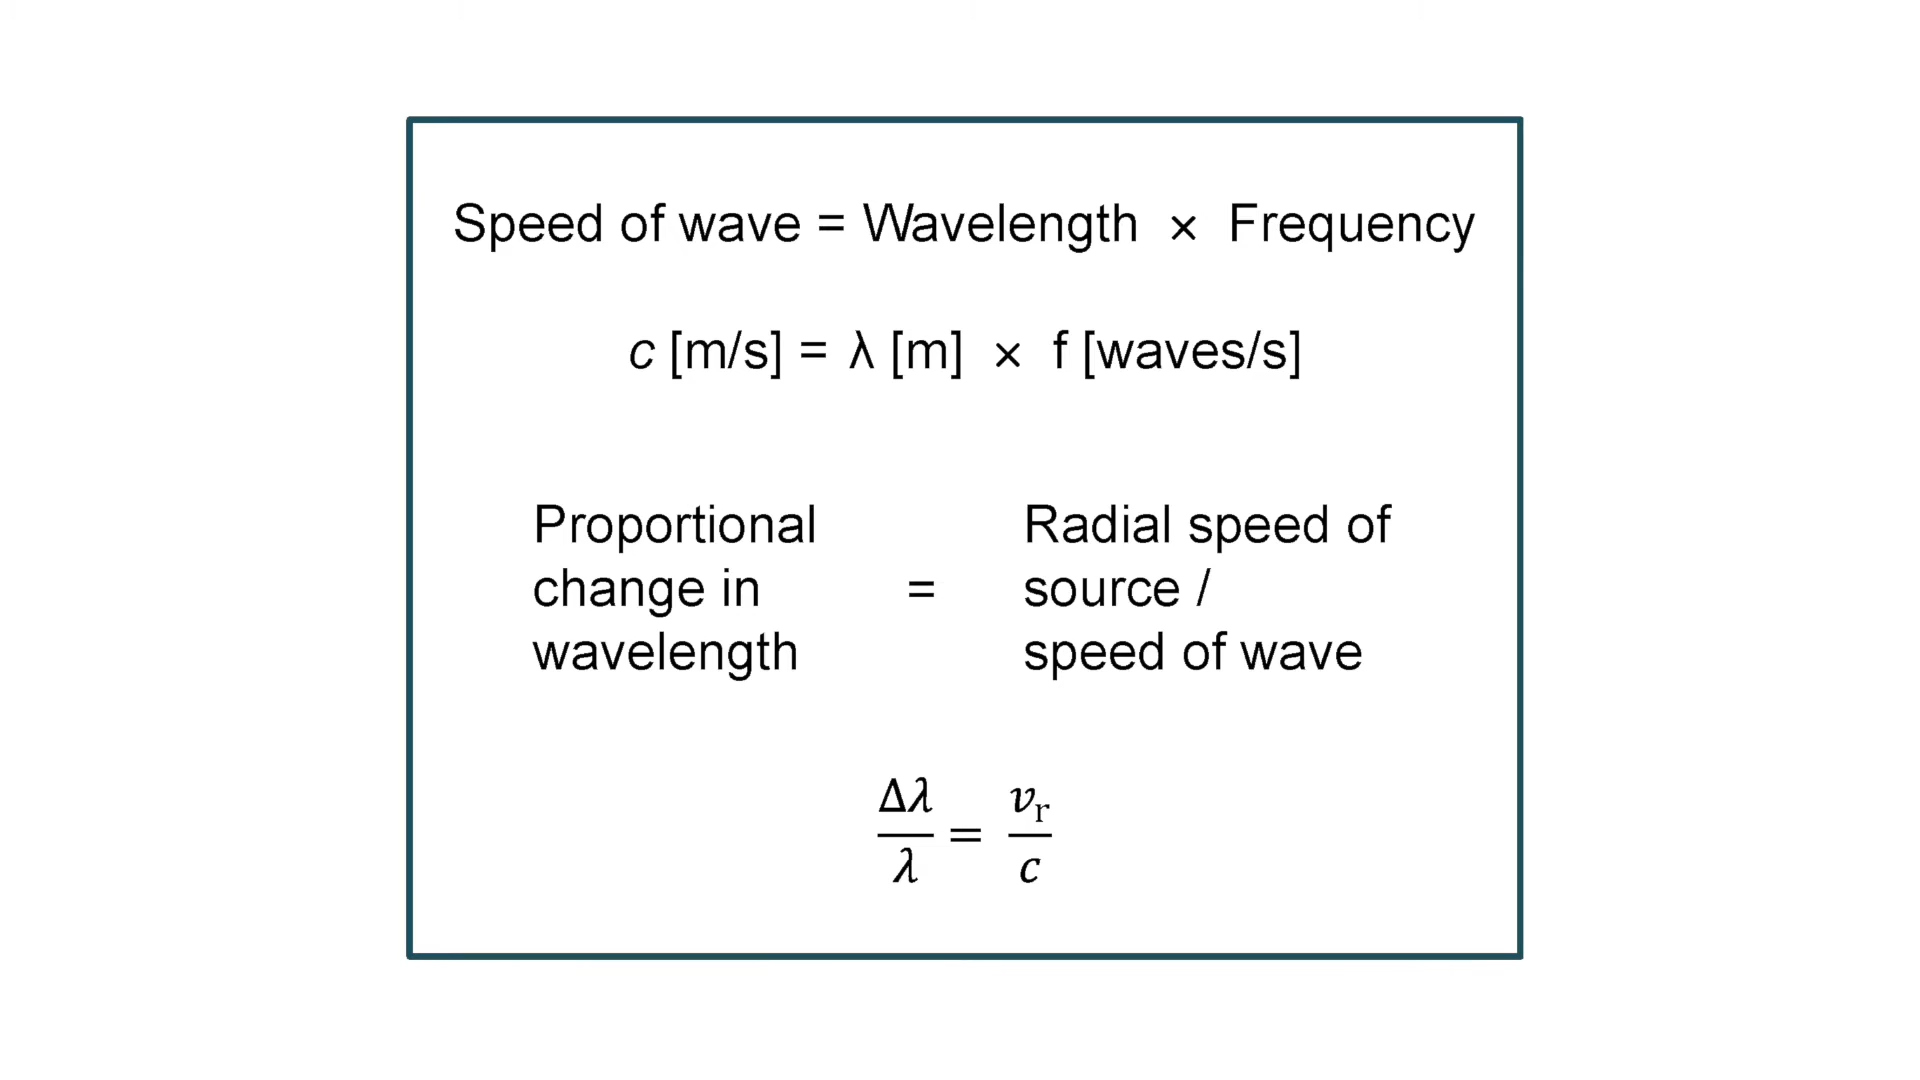 Speed of wave = Wavelength × Frequency
c [m/s] = λ [m] × f [waves/s]
Proportional
change in
wavelength
=
Radial speed of
source /
speed of wave
Δλ/λ = vr/c